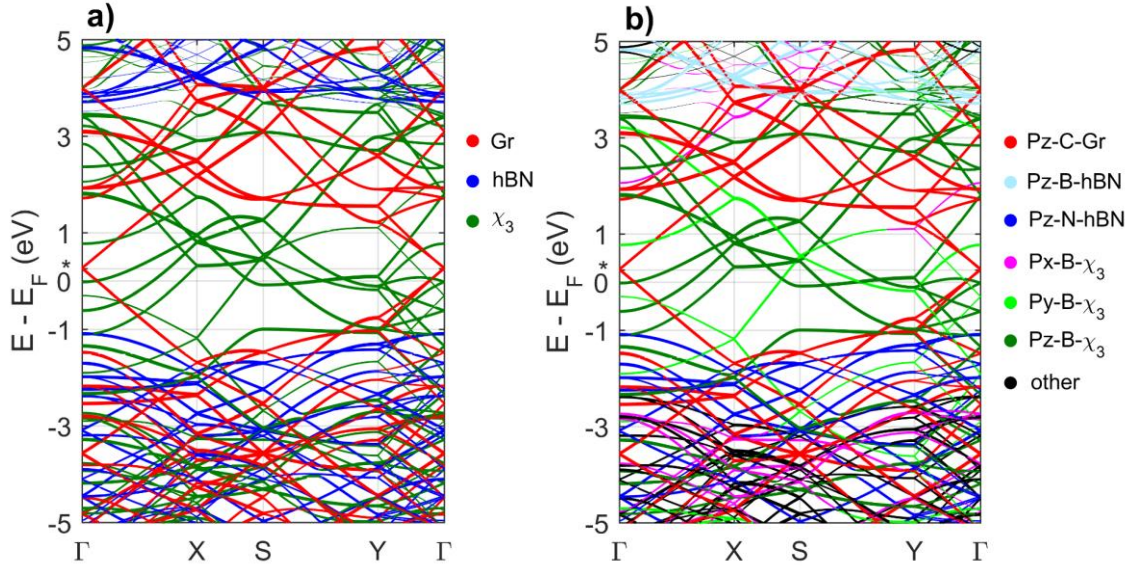 a)
E - E_F (eV)
5
3
1
*
0
-1
-3
-5
Γ X S Y Γ
Gr
hBN
χ₃
b)
E - E_F (eV)
5
3
1
*
0
-1
-3
-5
Γ X S Y Γ
Pz-C-Gr
Pz-B-hBN
Pz-N-hBN
Px-B-χ₃
Py-B-χ₃
Pz-B-χ₃
other